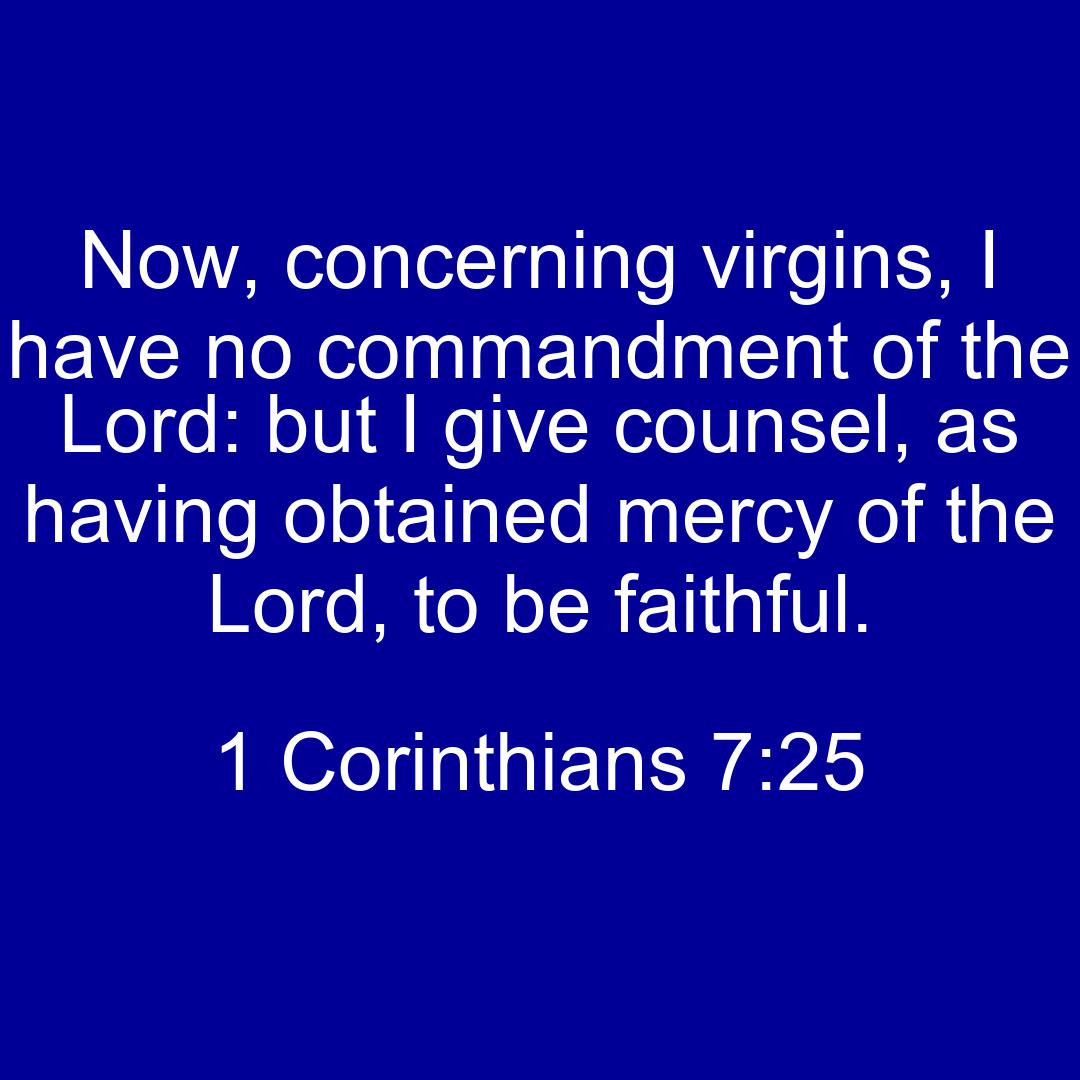 Now, concerning virgins, I
have no commandment of the
Lord: but I give counsel, as
having obtained mercy of the
Lord, to be faithful.
1 Corinthians 7:25